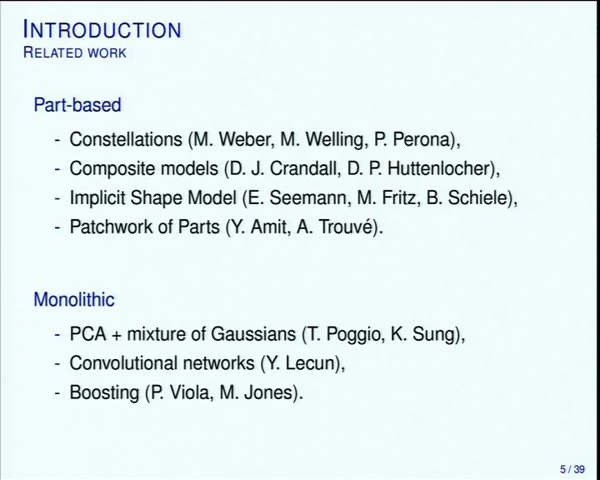 INTRODUCTION
RELATED WORK
Part-based
- Constellations (M. Weber, M. Welling, P. Perona),
- Composite models (D. J. Crandall, D. P. Huttenlocher),
- Implicit Shape Model (E. Seemann, M. Fritz, B. Schiele),
- Patchwork of Parts (Y. Amit, A. Trouvé).
Monolithic
- PCA + mixture of Gaussians (T. Poggio, K. Sung),
- Convolutional networks (Y. Lecun),
- Boosting (P. Viola, M. Jones).
5 / 39